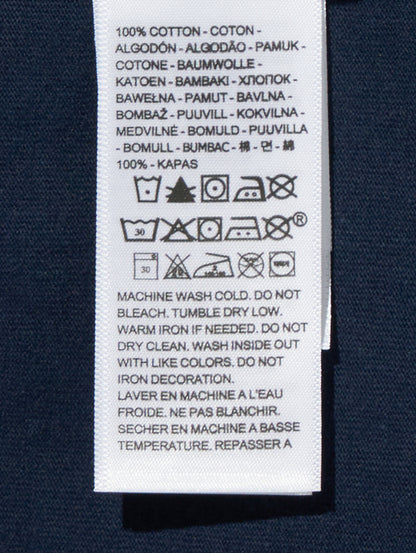 100% COTTON - COTON -
ALGODÓN - ALGODÃO - PAMUK -
COTONE - BAUMWOLLE -
KATOEN - BAMBAKI - ХЛОПОК -
BAWEŁNA - PAMUT - BAVLNA -
BOMBAŽ - PUUVILL - KOKVILNA -
MEDVILNĖ - BOMULD - PUUVILLA
- BOMULL - BUMBAC - 棉 - 면 - 綿
100% - KAPAS
30 ®
30
MACHINE WASH COLD. DO NOT
BLEACH. TUMBLE DRY LOW.
WARM IRON IF NEEDED. DO NOT
DRY CLEAN. WASH INSIDE OUT
WITH LIKE COLORS. DO NOT
IRON DECORATION.
LAVER EN MACHINE A L'EAU
FROIDE. NE PAS BLANCHIR.
SECHER EN MACHINE A BASSE
TEMPERATURE. REPASSER A